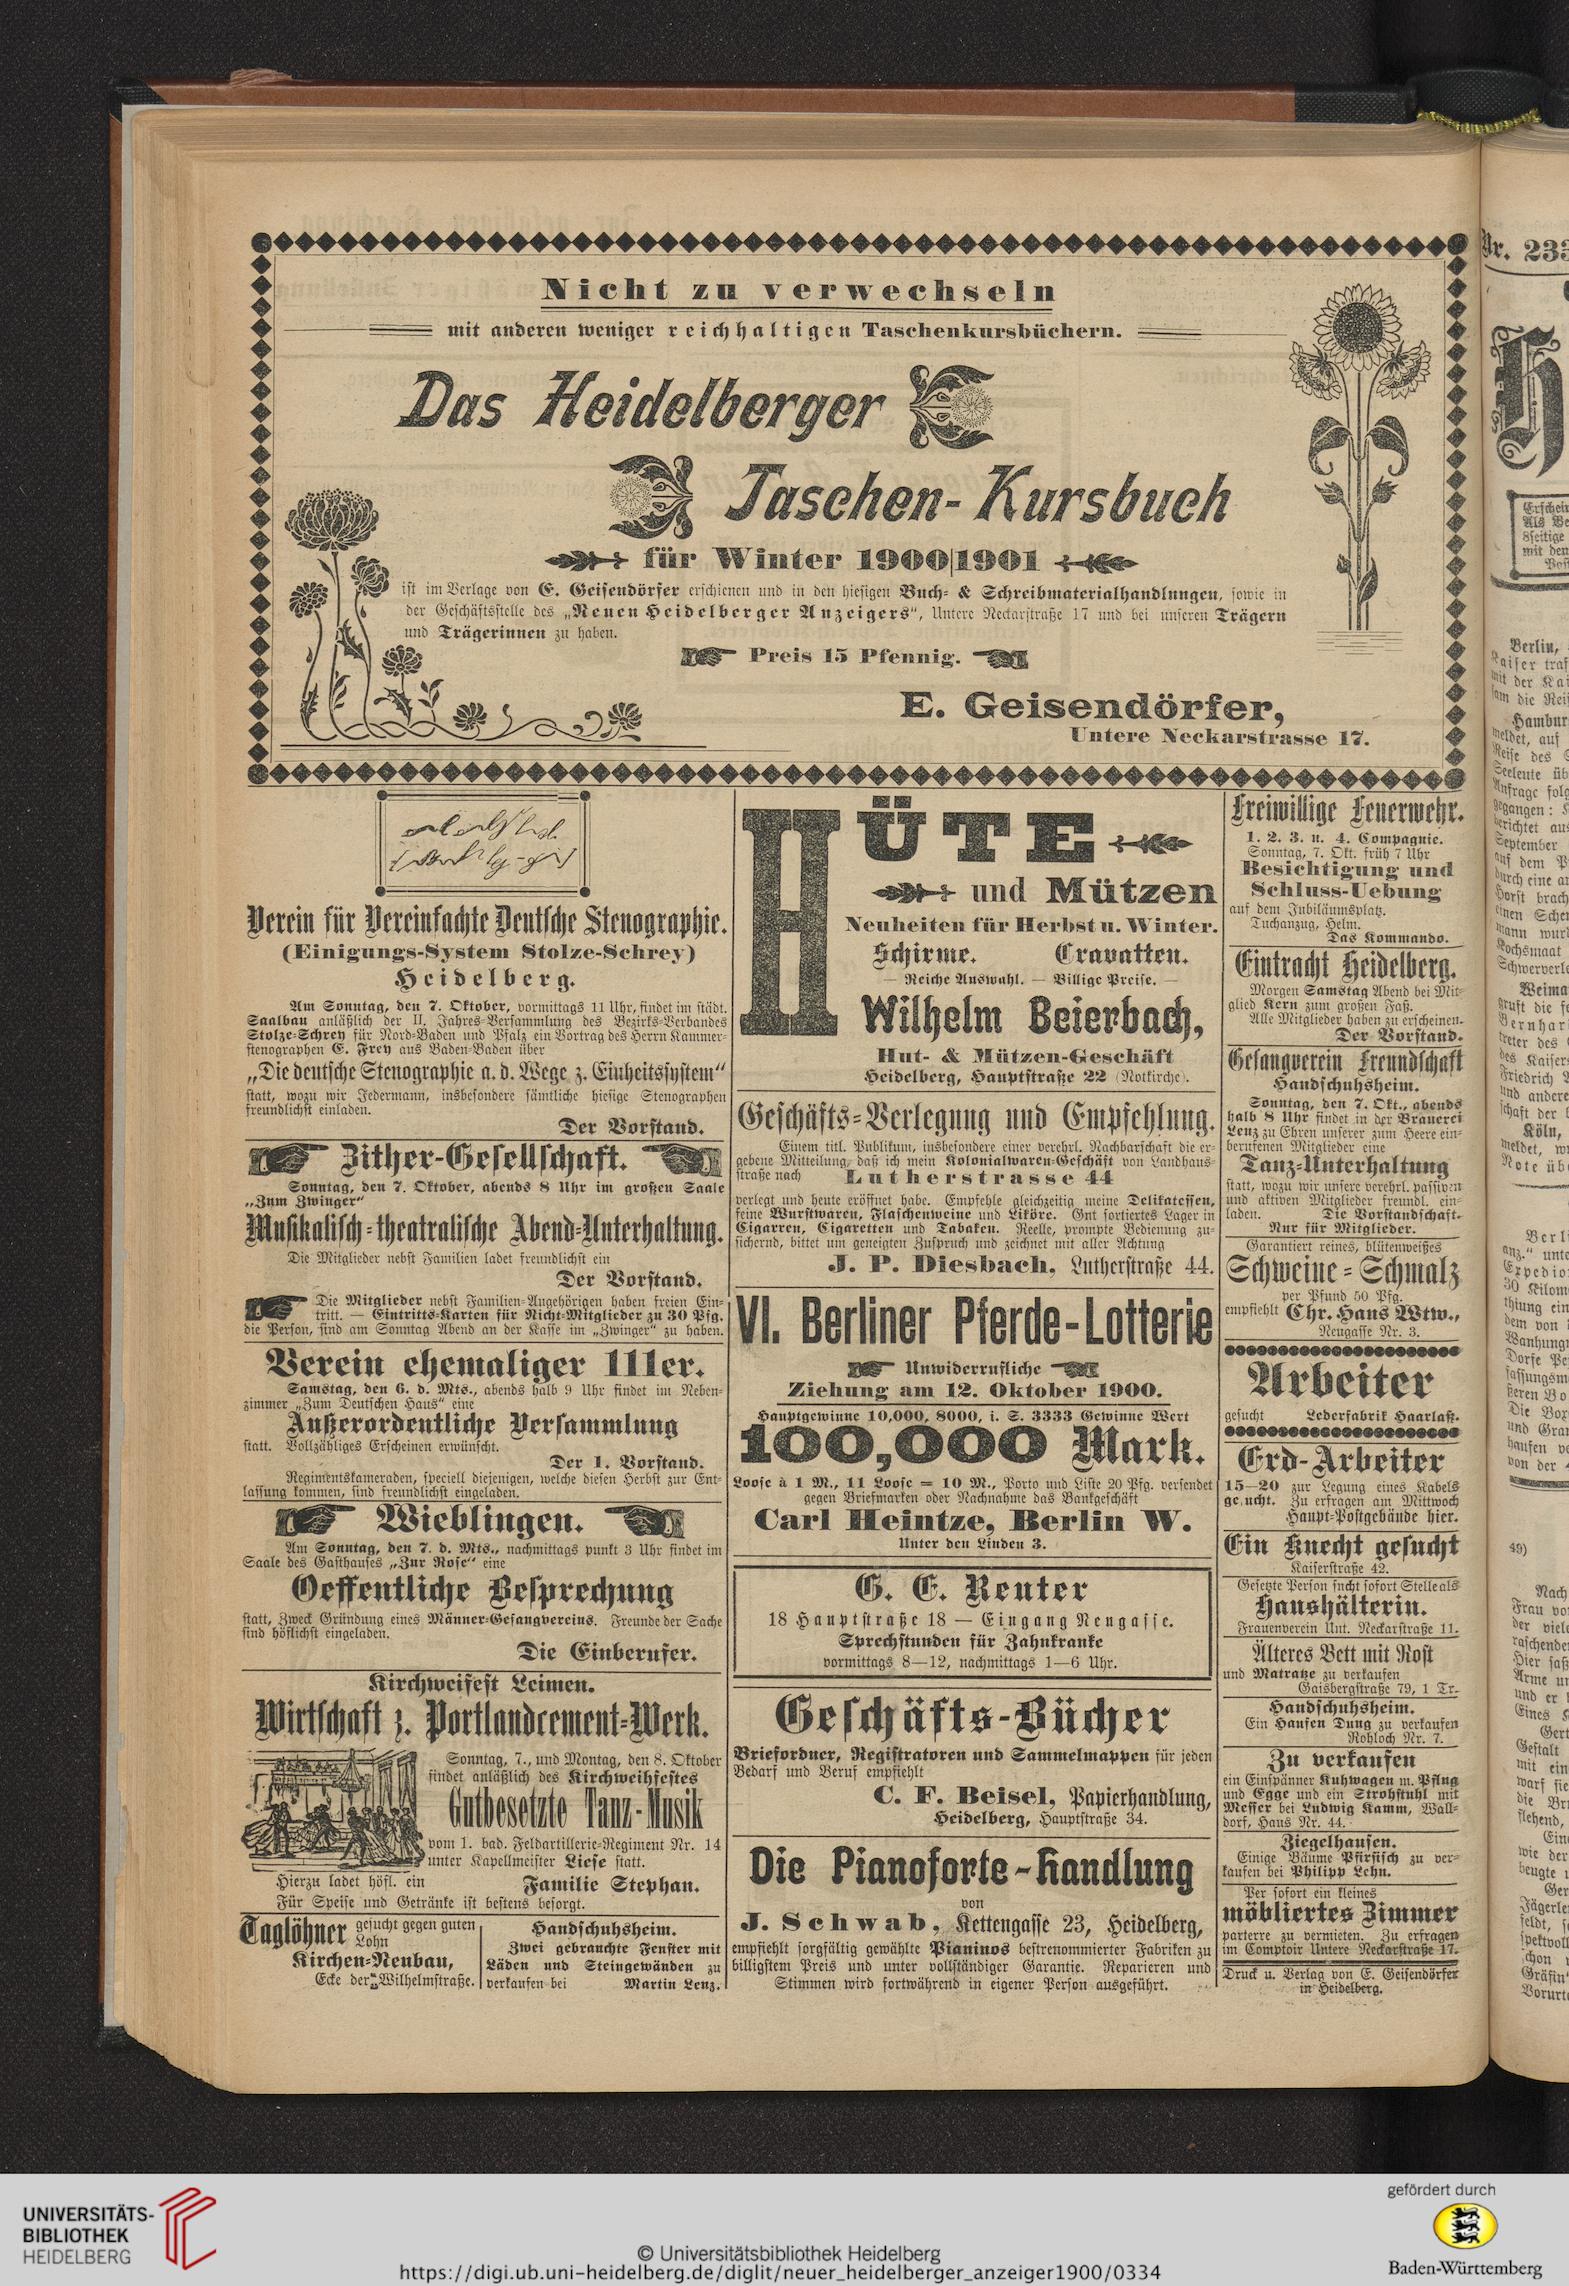 Nicht zu verwechseln
mit anderen weniger reichhaltigen Taschenkursbüchern.
Das Heidelberger
Taschen-Kursbuch
für Winter 1900|1901
ist im Verlage von E. Geisendörfer erschienen und in den hiesigen Buch- & Schreibmaterialhandlungen, sowie in
der Geschäftsstelle des „Neuen Heidelberger Anzeigers“, Untere Neckarstraße 17 und bei unseren Trägern
und Trägerinnen zu haben.
Preis 15 Pfennig.
E. Geisendörfer,
Untere Neckarstrasse 17.
Verein für Vereinfachte Deutsche Stenographie.
(Einigungs-System Stolze-Schrey)
Heidelberg.
Am Sonntag, den 7. Oktober, vormittags 11 Uhr, findet im städt.
Saalbau anläßlich der II. Jahres-Versammlung des Bezirks-Verbandes
Stolze-Schrey für Nord-Baden und Pfalz ein Vortrag des Herrn Kammer-
stenographen E. Frey aus Baden-Baden über
„Die deutsche Stenographie a. d. Wege z. Einheitssystem“
statt, wozu wir Jedermann, insbesondere sämtliche hiesige Stenographen
freundlichst einladen.
Der Vorstand.
Zither-Gesellschaft.
Sonntag, den 7. Oktober, abends 8 Uhr im großen Saale
„Zum Zwinger“
Musikalisch-theatralische Abend-Unterhaltung.
Die Mitglieder nebst Familien ladet freundlichst ein
Der Vorstand.
Die Mitglieder nebst Familien-Angehörigen haben freien Ein-
tritt. — Eintritts-Karten für Nicht-Mitglieder zu 30 Pfg.
die Person, sind am Sonntag Abend an der Kasse im „Zwinger“ zu haben.
Verein ehemaliger 111er.
Samstag, den 6. d. Mts., abends halb 9 Uhr findet im Neben-
zimmer „Zum Deutschen Haus“ eine
Außerordentliche Versammlung
statt. Vollzähliges Erscheinen erwünscht.
Der 1. Vorstand.
Regimentskameraden, speciell diejenigen, welche diesen Herbst zur Ent-
lassung kommen, sind freundlichst eingeladen.
Wieblingen.
Am Sonntag, den 7. d. Mts., nachmittags punkt 3 Uhr findet im
Saale des Gasthauses „Zur Rose“ eine
Oeffentliche Besprechung
statt, Zweck Gründung eines Männer-Gesangvereins. Freunde der Sache
sind höflichst eingeladen.
Die Einberufer.
Kirchweifest Leimen.
Wirtschaft z. Portlandcement-Werk.
Sonntag, 7., und Montag, den 8. Oktober
findet anläßlich des Kirchweihfestes
Gutbesetzte Tanz-Musik
vom 1. bad. Feldartillerie-Regiment Nr. 14
unter Kapellmeister Liese statt.
Hierzu ladet höfl. ein Familie Stephan.
Für Speise und Getränke ist bestens besorgt.
Taglöhner gesucht gegen guten
Lohn
Kirchen-Neubau,
Ecke der Wilhelmstraße.
Handschuhsheim.
Zwei gebrauchte Fenster mit
Läden und Steingewänden zu
verkaufen bei Martin Lenz.
HÜTE
und Mützen
Neuheiten für Herbst u. Winter.
Schirme. Cravatten.
— Reiche Auswahl. — Billige Preise. —
Wilhelm Beierbach,
Hut- & Mützen-Geschäft
Heidelberg, Hauptstraße 22 (Notkirche).
Geschäfts-Verlegung und Empfehlung.
Einem titl. Publikum, insbesondere einer verehrl. Nachbarschaft die er-
gebene Mitteilung, daß ich mein Kolonialwaren-Geschäft von Landhaus-
straße nach Lutherstrasse 44
verlegt und heute eröffnet habe. Empfehle gleichzeitig meine Delikatessen,
feine Wurstwaren, Flaschenweine und Liköre. Gut sortiertes Lager in
Cigarren, Cigaretten und Tabaken. Reelle, prompte Bedienung zu-
sichernd, bittet um geneigten Zuspruch und zeichnet mit aller Achtung
J. P. Diesbach, Lutherstraße 44.
VI. Berliner Pferde-Lotterie
Unwiderrufliche
Ziehung am 12. Oktober 1900.
Hauptgewinne 10,000, 8000, i. S. 3333 Gewinne Wert
100,000 Mark.
Loose à 1 M., 11 Loose = 10 M., Porto und Liste 20 Pfg. versendet
gegen Briefmarken oder Nachnahme das Bankgeschäft
Carl Heintze, Berlin W.
Unter den Linden 3.
G. E. Reuter
18 Hauptstraße 18 — Eingang Neugasse.
Sprechstunden für Zahnkranke
vormittags 8—12, nachmittags 1—6 Uhr.
Geschäfts-Bücher
Briefordner, Registratoren und Sammelmappen für jeden
Bedarf und Beruf empfiehlt
C. F. Beisel, Papierhandlung,
Heidelberg, Hauptstraße 34.
Die Pianoforte-Handlung
von
J. Schwab, Kettengasse 23, Heidelberg,
empfiehlt sorgfältig gewählte Pianinos bestrenommierter Fabriken zu
billigstem Preis und unter vollständiger Garantie. Reparieren und
Stimmen wird fortwährend in eigener Person ausgeführt.
Freiwillige Feuerwehr.
1. 2. 3. u. 4. Compagnie.
Sonntag, 7. Okt. früh 7 Uhr
Besichtigung und
Schluss-Uebung
auf dem Jubiläumsplatz.
Tuchanzug, Helm.
Das Kommando.
Eintracht Heidelberg.
Morgen Samstag Abend bei Mit-
glied Kern zum großen Faß.
Alle Mitglieder haben zu erscheinen.
Der Vorstand.
Gesangverein Freundschaft
Handschuhsheim.
Sonntag, den 7. Okt., abends
halb 8 Uhr findet in der Brauerei
Lenz zu Ehren unserer zum Heere ein-
berufenen Mitglieder eine
Tanz-Unterhaltung
statt, wozu wir unsere verehrl. passiven
und aktiven Mitglieder freundl. ein-
laden. Die Vorstandschaft.
Nur für Mitglieder.
Garantiert reines, blütenweißes
Schweine-Schmalz
per Pfund 50 Pfg.
empfiehlt Chr. Hans Wtw.,
Neugasse Nr. 3.
Arbeiter
gesucht Lederfabrik Haarlaß.
Erd-Arbeiter
15—20 zur Legung eines Kabels
gesucht. Zu erfragen am Mittwoch
Haupt-Postgebäude hier.
Ein Knecht gesucht
Kaiserstraße 42.
Gesetzte Person sucht sofort Stelle als
Haushälterin.
Frauenverein Unt. Neckarstraße 11.
Älteres Bett mit Rost
und Matratze zu verkaufen
Gaisbergstraße 79, 1 Tr.
Handschuhsheim.
Ein Haufen Dung zu verkaufen
Rohloch Nr. 7.
Zu verkaufen
ein Einspänner Kuhwagen m. Pflug
und Egge und ein Strohstuhl mit
Messer bei Ludwig Kamm, Wall-
dorf, Haus Nr. 44.
Ziegelhausen.
Einige Bäume Pfirsisch zu ver-
kaufen bei Philipp Lehn.
Per sofort ein kleines
möbliertes Zimmer
parterre zu vermieten. Zu erfragen
im Comptoir Untere Neckarstraße 17.
Druck u. Verlag von E. Geisendörfer
in Heidelberg.
Nr. 233
Berlin,
Kaiser
Köln,
49)
UNIVERSITÄTS-
BIBLIOTHEK
HEIDELBERG
© Universitätsbibliothek Heidelberg
https://digi.ub.uni-heidelberg.de/diglit/neuer_heidelberger_anzeiger1900/0334
gefördert durch
Baden-Württemberg